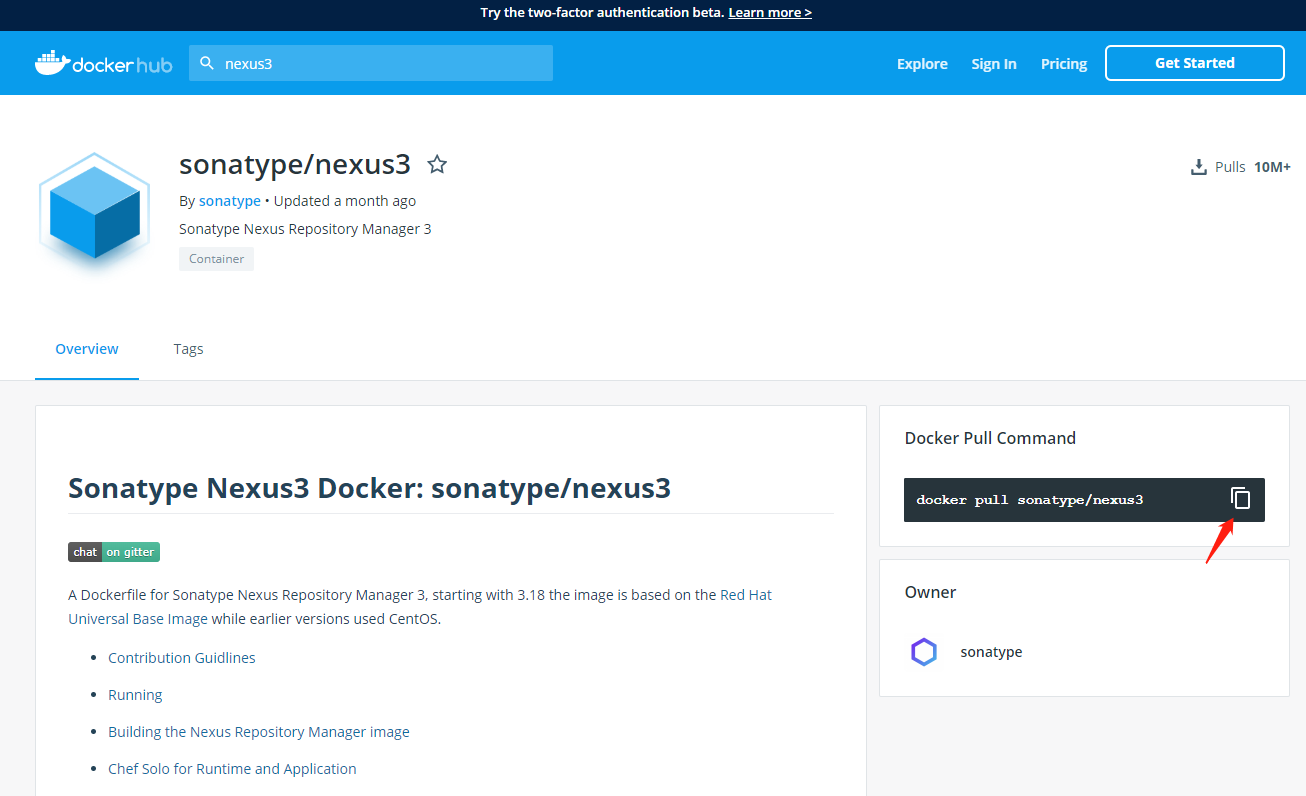 Try the two-factor authentication beta. Learn more >
docker hub
nexus3
Explore
Sign In
Pricing
Get Started
sonatype/nexus3
By sonatype • Updated a month ago
Sonatype Nexus Repository Manager 3
Container
Pulls 10M+
Overview
Tags
Sonatype Nexus3 Docker: sonatype/nexus3
chat on gitter
A Dockerfile for Sonatype Nexus Repository Manager 3, starting with 3.18 the image is based on the Red Hat
Universal Base Image while earlier versions used CentOS.
• Contribution Guidlines
• Running
• Building the Nexus Repository Manager image
• Chef Solo for Runtime and Application
Docker Pull Command
docker pull sonatype/nexus3
Owner
sonatype